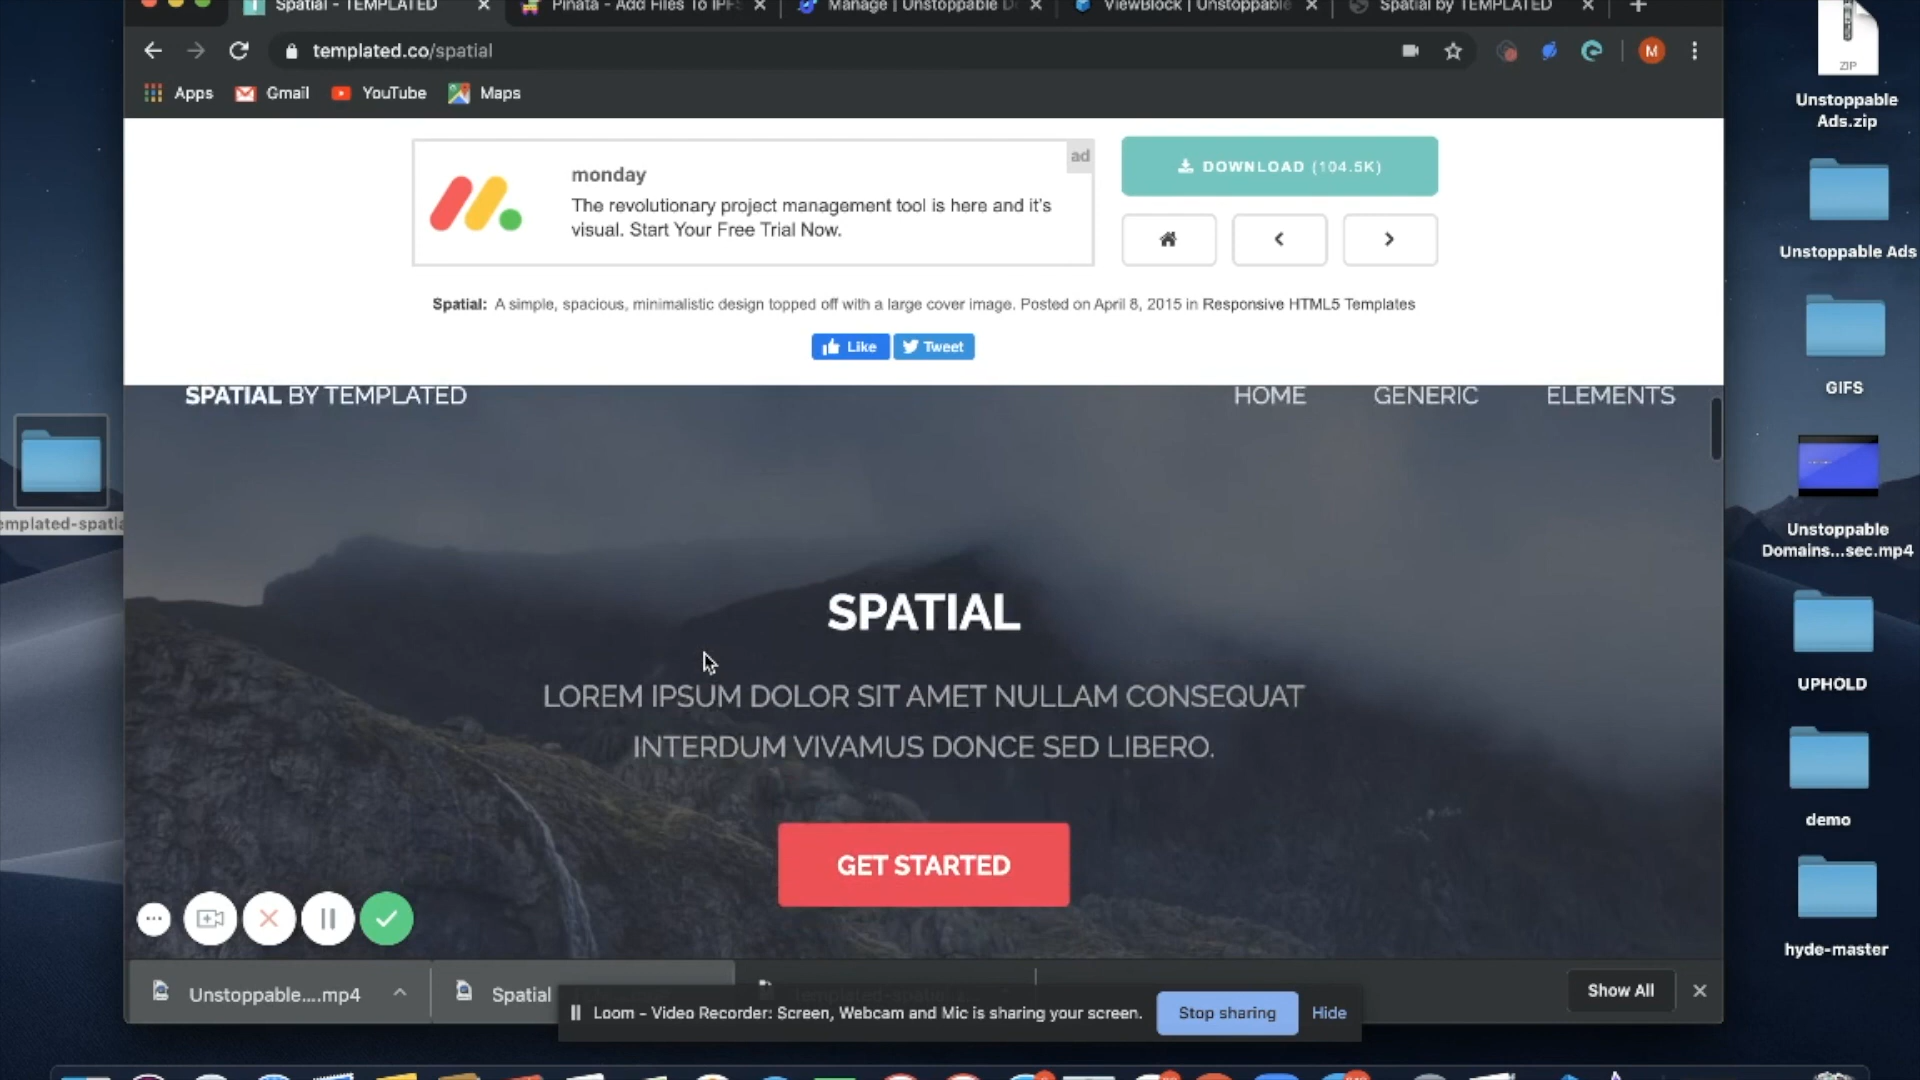 Spatial - TEMPLATED
Pinata - Add Files To IPFS
Manage | Unstoppable D
ViewBlock | Unstoppable
Spatial by TEMPLATED
templated.co/spatial
M
Apps
Gmail
YouTube
Maps
ad
monday
The revolutionary project management tool is here and it's
visual. Start Your Free Trial Now.
DOWNLOAD (104.5K)
Spatial: A simple, spacious, minimalistic design topped off with a large cover image. Posted on April 8, 2015 in Responsive HTML5 Templates
Like
Tweet
SPATIAL BY TEMPLATED
HOME
GENERIC
ELEMENTS
SPATIAL
LOREM IPSUM DOLOR SIT AMET NULLAM CONSEQUAT
INTERDUM VIVAMUS DONCE SED LIBERO.
GET STARTED
emplated-spatia
ZIP
Unstoppable
Ads.zip
Unstoppable Ads
GIFS
Unstoppable
Domains...sec.mp4
UPHOLD
demo
hyde-master
Unstoppable....mp4
Spatial
Show All
Loom - Video Recorder: Screen, Webcam and Mic is sharing your screen.
Stop sharing
Hide